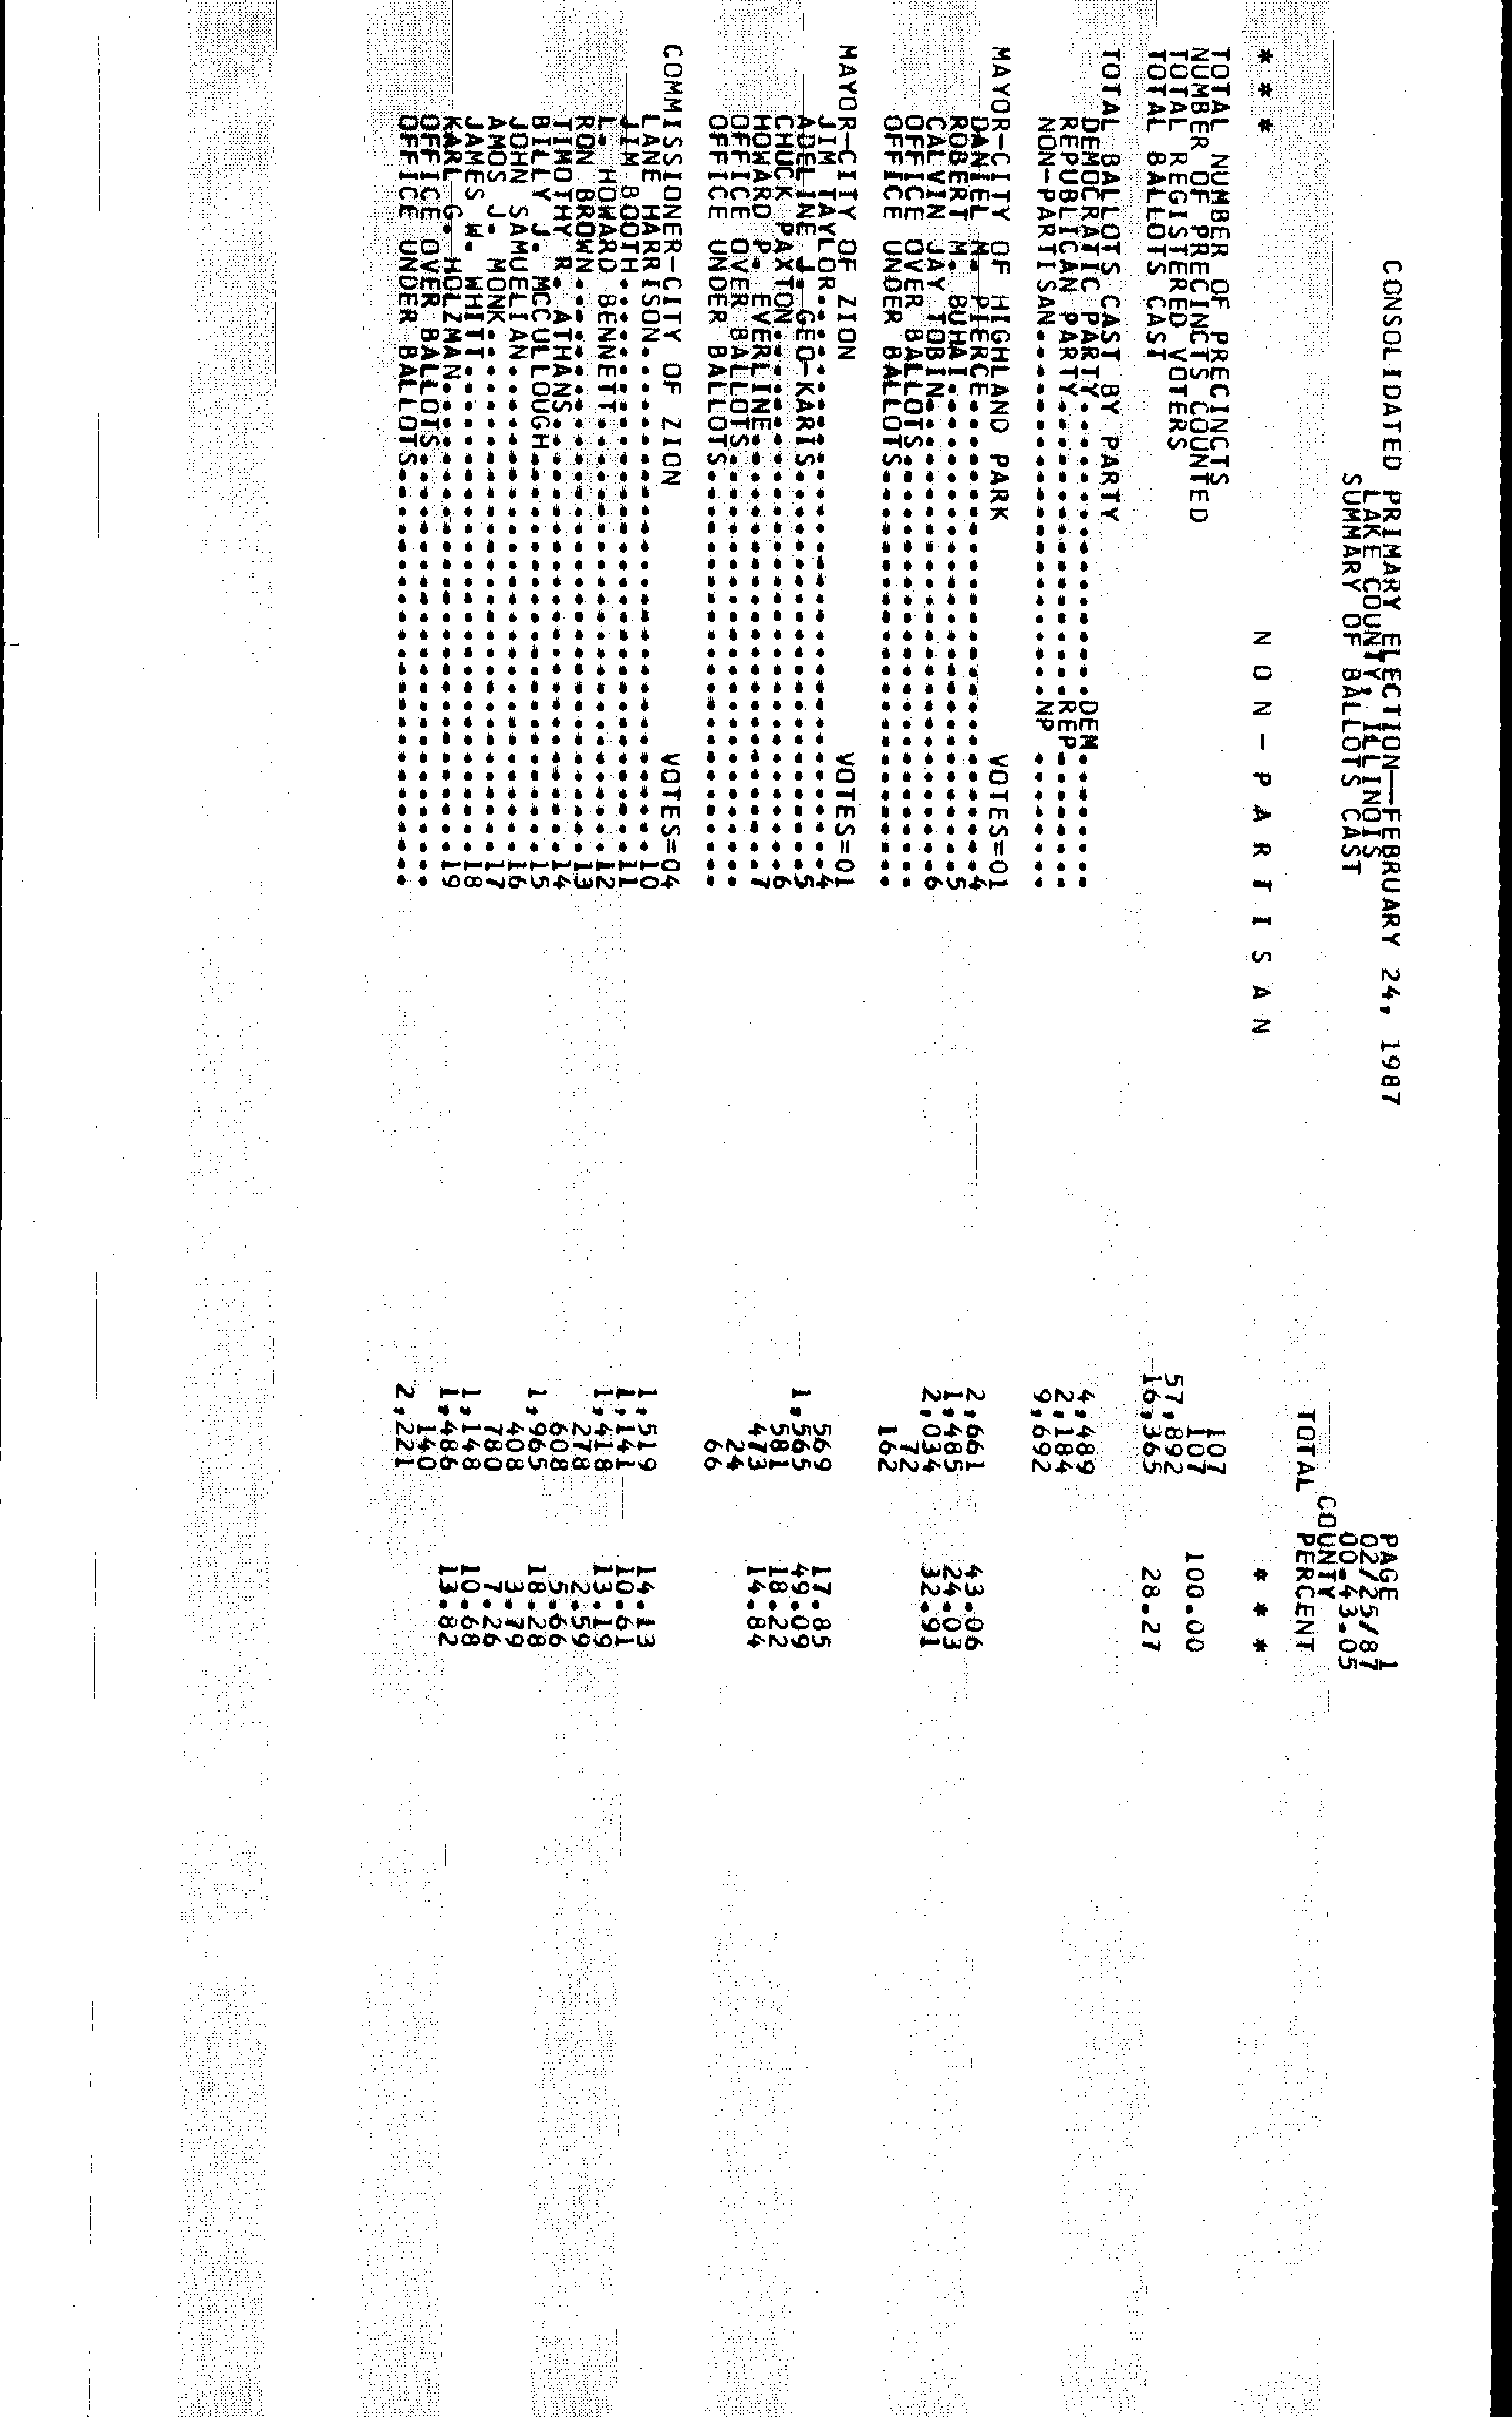 CONSOLIDATED PRIMARY ELECTION--FEBRUARY 24, 1987 PAGE 1
LAKE COUNTY, ILLINOIS 02/25/87
SUMMARY OF BALLOTS CAST 00.43.05
COUNTY
TOTAL PERCENT
* * * N O N - P A R T I S A N * * *
TOTAL NUMBER OF PRECINCTS 107
NUMBER OF PRECINCTS COUNTED 107 100.00
TOTAL REGISTERED VOTERS 57,892
TOTAL BALLOTS CAST 16,365 28.27
TOTAL BALLOTS CAST BY PARTY
DEMOCRATIC PARTY..............DEM....... 4,489
REPUBLICAN PARTY..............REP....... 2,184
NON-PARTISAN..................NP ....... 9,692
MAYOR-CITY OF HIGHLAND PARK VOTES=01
DANIEL M. PIERCE.......................4 2,661 43.06
ROBERT M. BUHAI........................5 1,485 24.03
CALVIN JAY TOBIN.......................6 2,034 32.91
OFFICE OVER BALLOTS..................... 72
OFFICE UNDER BALLOTS.................... 162
MAYOR-CITY OF ZION VOTES=01
JIM TAYLOR.............................4 569 17.85
ADELINE J. GEO-KARIS...................5 1,565 49.09
CHUCK PAXTON...........................6 581 18.22
HOWARD P. EVERLINE.....................7 473 14.84
OFFICE OVER BALLOTS..................... 24
OFFICE UNDER BALLOTS.................... 66
COMMISSIONER-CITY OF ZION VOTES=04
LANE HARRISON.........................10 1,519 14.13
JIM BOOTH.............................11 1,141 10.61
L. HOWARD BENNETT.....................12 1,418 13.19
RON BROWN.............................13 278 2.59
TIMOTHY R. ATHANS.....................14 608 5.66
BILLY J. MCCULLOUGH...................15 1,965 18.28
JOHN SAMUELIAN........................16 408 3.79
AMOS J. MONK..........................17 780 7.26
JAMES W. WHITT........................18 1,148 10.68
KARL G. HOLZMAN.......................19 1,486 13.82
OFFICE OVER BALLOTS..................... 140
OFFICE UNDER BALLOTS.................... 2,221